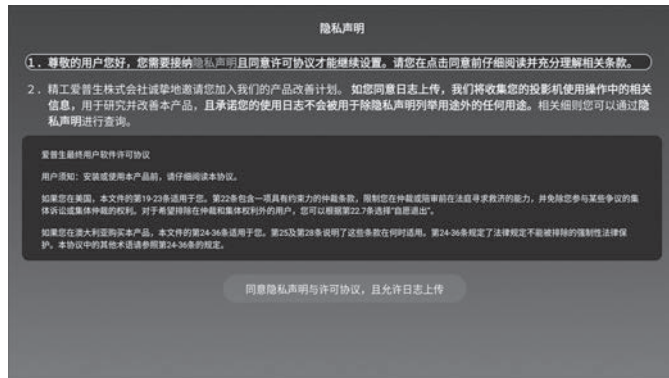 隐私声明
1. 尊敬的用户您好，您需要接纳隐私声明且同意许可协议才能继续设置。请您在点击同意前仔细阅读并充分理解相关条款。
2. 精工爱普生株式会社诚挚地邀请您加入我们的产品改善计划。如您同意日志上传，我们将收集您的投影机使用操作中的相关
信息，用于研究并改善本产品，且承诺您的使用日志不会被用于除隐私声明列举用途外的任何用途。相关细则您可以通过隐
私声明进行查询。
爱普生最终用户软件许可协议
用户须知：安装或使用本产品前，请仔细阅读本协议。
如果您在美国，本文件的第19-23条适用于您。第22条包含一项具有约束力的仲裁条款，限制您在仲裁或陪审前在法庭寻求救济的能力，并免除您参与某些争议的集
体诉讼或集体仲裁的权利。对于希望排除在仲裁和集体权利外的用户，您可以根据第22.7条选择“自愿退出”。
如果您在澳大利亚购买本产品，本文件的第24-36条适用于您。第25及第28条说明了这些条款在何时适用。第24-36条规定了法律规定不能被排除的强制性法律保
护。本协议中的其他术语请参照第24-36条的规定。
同意隐私声明与许可协议，且允许日志上传